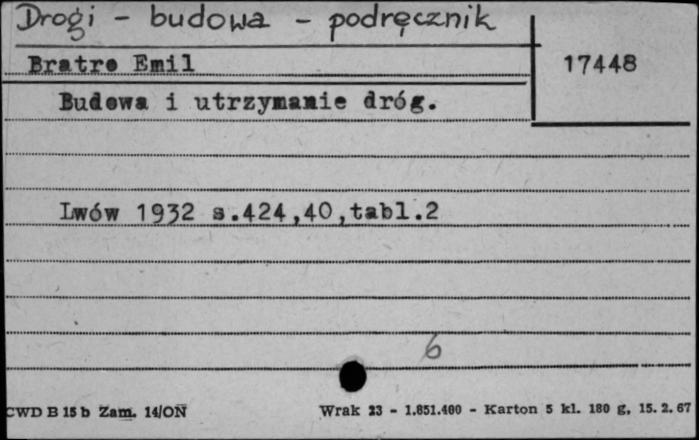 Drogi - budowa - podręcznik
Bratro Emil
17448
Budowa i utrzymanie dróg.
Lwów 1932 s.424,40,tabl.2
6
CWD B 15 b Zam. 14/ON
Wrak 23 - 1.851.400 - Karton 5 kl. 180 g, 15. 2. 67